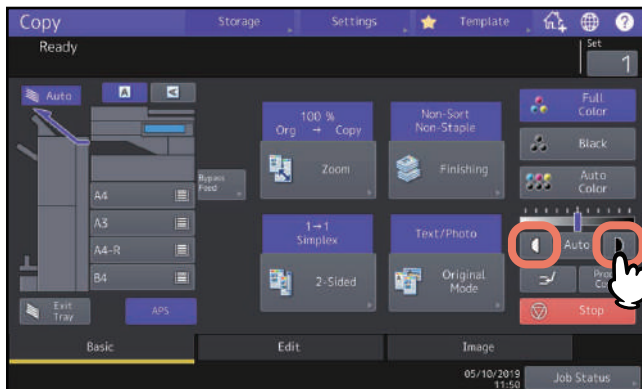 Copy
Storage
Settings
Template
?
Ready
Set
1
Auto
A
A
100 %
Org → Copy
Zoom
Non-Sort
Non-Staple
Finishing
Full
Color
Black
Auto
Color
Bypass
Feed
A4
A3
A4-R
B4
1→1
Simplex
2-Sided
Text/Photo
Original
Mode
Auto
Exit
Tray
APS
Stop
Basic
Edit
Image
05/10/2019
11:50
Job Status